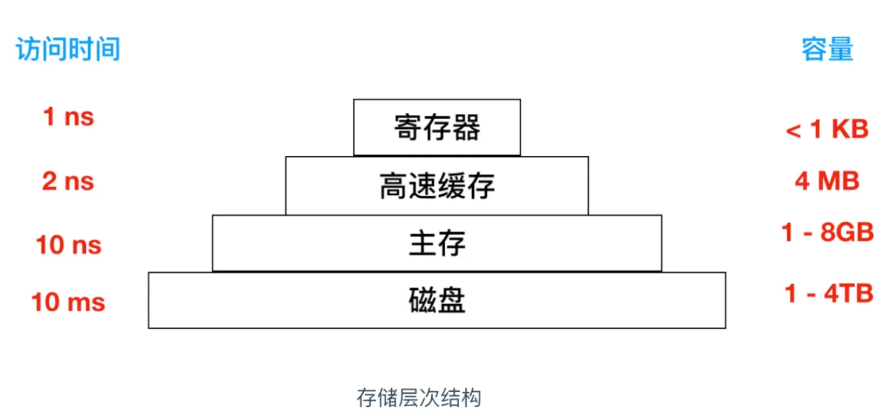 访问时间 容量
1 ns 寄存器 < 1 KB
2 ns 高速缓存 4 MB
10 ns 主存 1 - 8GB
10 ms 磁盘 1 - 4TB
存储层次结构